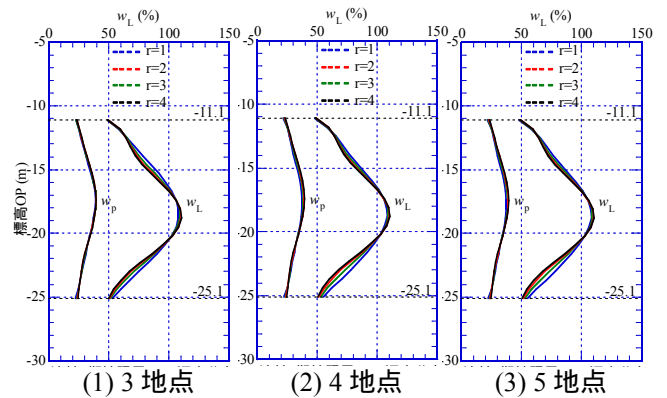 w_L (%)
0 50 100 150
w_L (%)
0 50 100 150
w_L (%)
0 50 100 150
標高OP (m)
-5
-10
-15
-20
-25
-30
r=1
r=2
r=3
r=4
-11.1
w_p
w_L
-25.1
(1) 3 地点
-5
-10
-15
-20
-25
-30
r=1
r=2
r=3
r=4
-11.1
w_p
w_L
-25.1
(2) 4 地点
-5
-10
-15
-20
-25
-30
r=1
r=2
r=3
r=4
-11.1
w_p
w_L
-25.1
(3) 5 地点